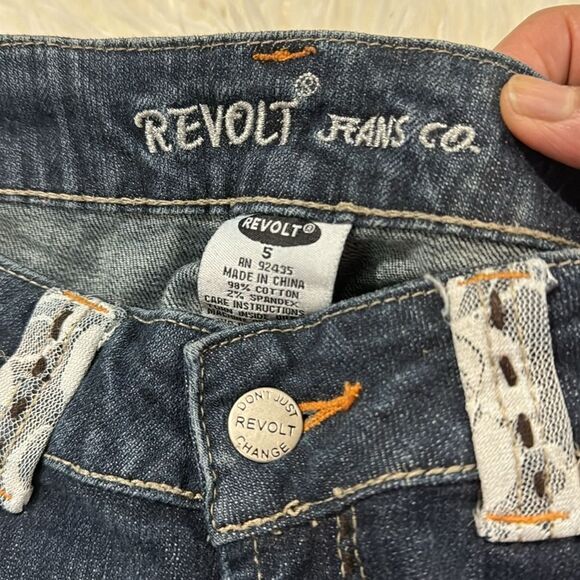 REVOLT® JEANS CO.
REVOLT®
5
RN 92435
MADE IN CHINA
98% COTTON
2% SPANDEX
CARE INSTRUCTIONS
DON'T JUST
REVOLT
CHANGE